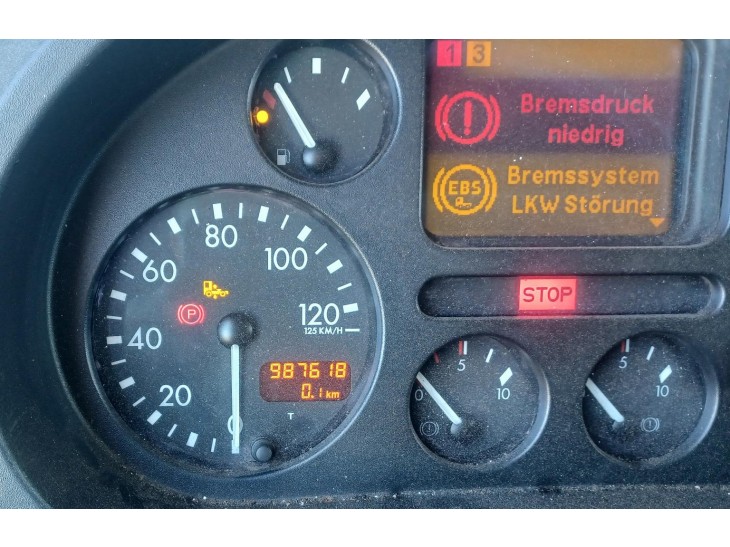 1 3
Bremsdruck
niedrig
EBS
Bremssystem
LKW Störung
STOP
0 20 40 60 80 100 120
125 KM/H
P
987618
0.1 km
T
0 5 10
5 10